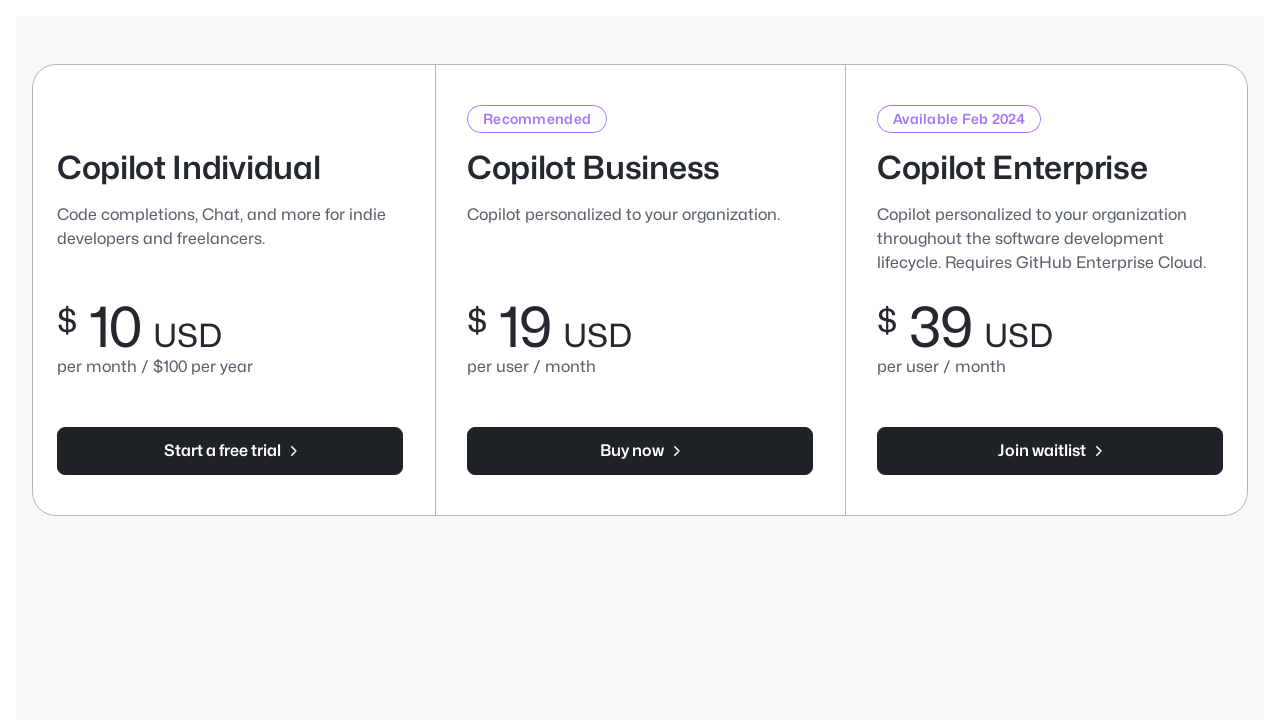 Copilot Individual
Code completions, Chat, and more for indie
developers and freelancers.
$ 10 USD
per month / $100 per year
Start a free trial
Recommended
Copilot Business
Copilot personalized to your organization.
$ 19 USD
per user / month
Buy now
Available Feb 2024
Copilot Enterprise
Copilot personalized to your organization
throughout the software development
lifecycle. Requires GitHub Enterprise Cloud.
$ 39 USD
per user / month
Join waitlist